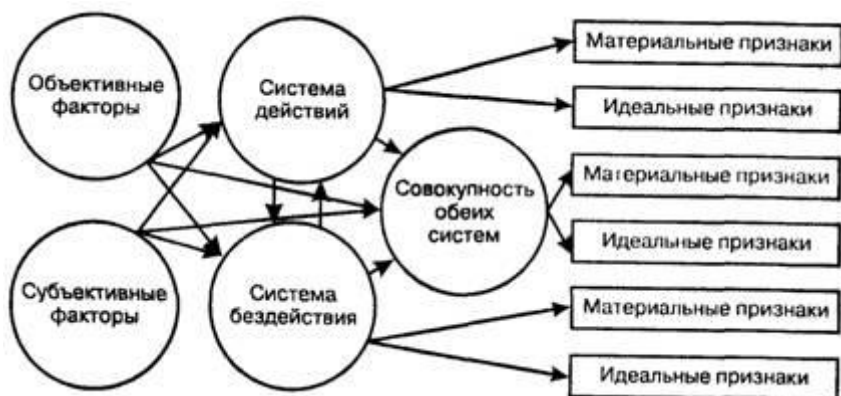 Объективные
факторы
Система
действий
Материальные признаки
Идеальные признаки
Совокупность
обеих
систем
Материальные признаки
Идеальные признаки
Субъективные
факторы
Система
бездействия
Материальные признаки
Идеальные признаки